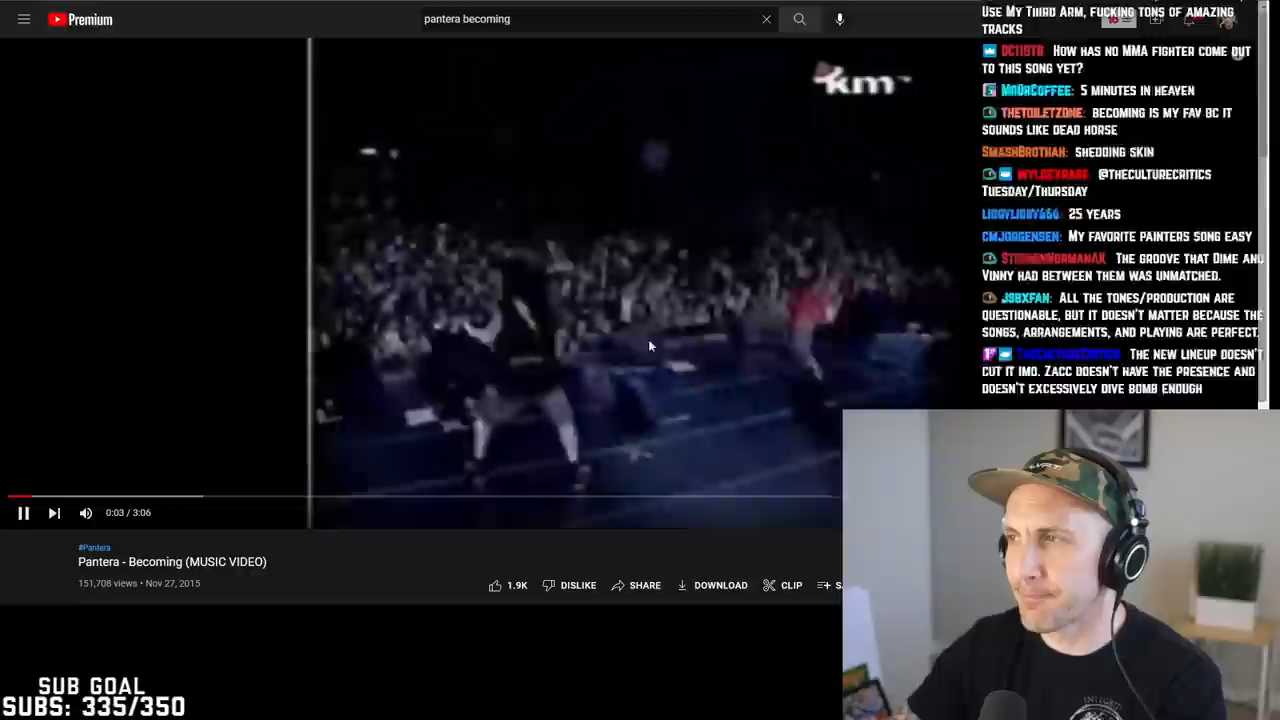 Premium
pantera becoming
km
USE MY THIRD ARM, FUCKING TONS OF AMAZING
TRACKS
HOW HAS NO MMA FIGHTER COME OUT
TO THIS SONG YET?
MADRCOFFEE: 5 MINUTES IN HEAVEN
THETOILETZONE: BECOMING IS MY FAV BC IT
SOUNDS LIKE DEAD HORSE
SMASHBROTHAN: SHEDDING SKIN
@THECULTURECRITICS
TUESDAY/THURSDAY
25 YEARS
CMJORGENSEN: MY FAVORITE PAINTERS SONG EASY
STEPHENNORMANAK: THE GROOVE THAT DIME AND
VINNY HAD BETWEEN THEM WAS UNMATCHED.
J9BXFAN: ALL THE TONES/PRODUCTION ARE
QUESTIONABLE, BUT IT DOESN'T MATTER BECAUSE THE
SONGS, ARRANGEMENTS, AND PLAYING ARE PERFECT.
THE NEW LINEUP DOESN'T
CUT IT IMO. ZACC DOESN'T HAVE THE PRESENCE AND
DOESN'T EXCESSIVELY DIVE BOMB ENOUGH
0:03 / 3:06
#Pantera
Pantera - Becoming (MUSIC VIDEO)
151,708 views • Nov 27, 2015
1.9K DISLIKE SHARE DOWNLOAD CLIP
SUB GOAL
SUBS: 335/350
INTEGRITY